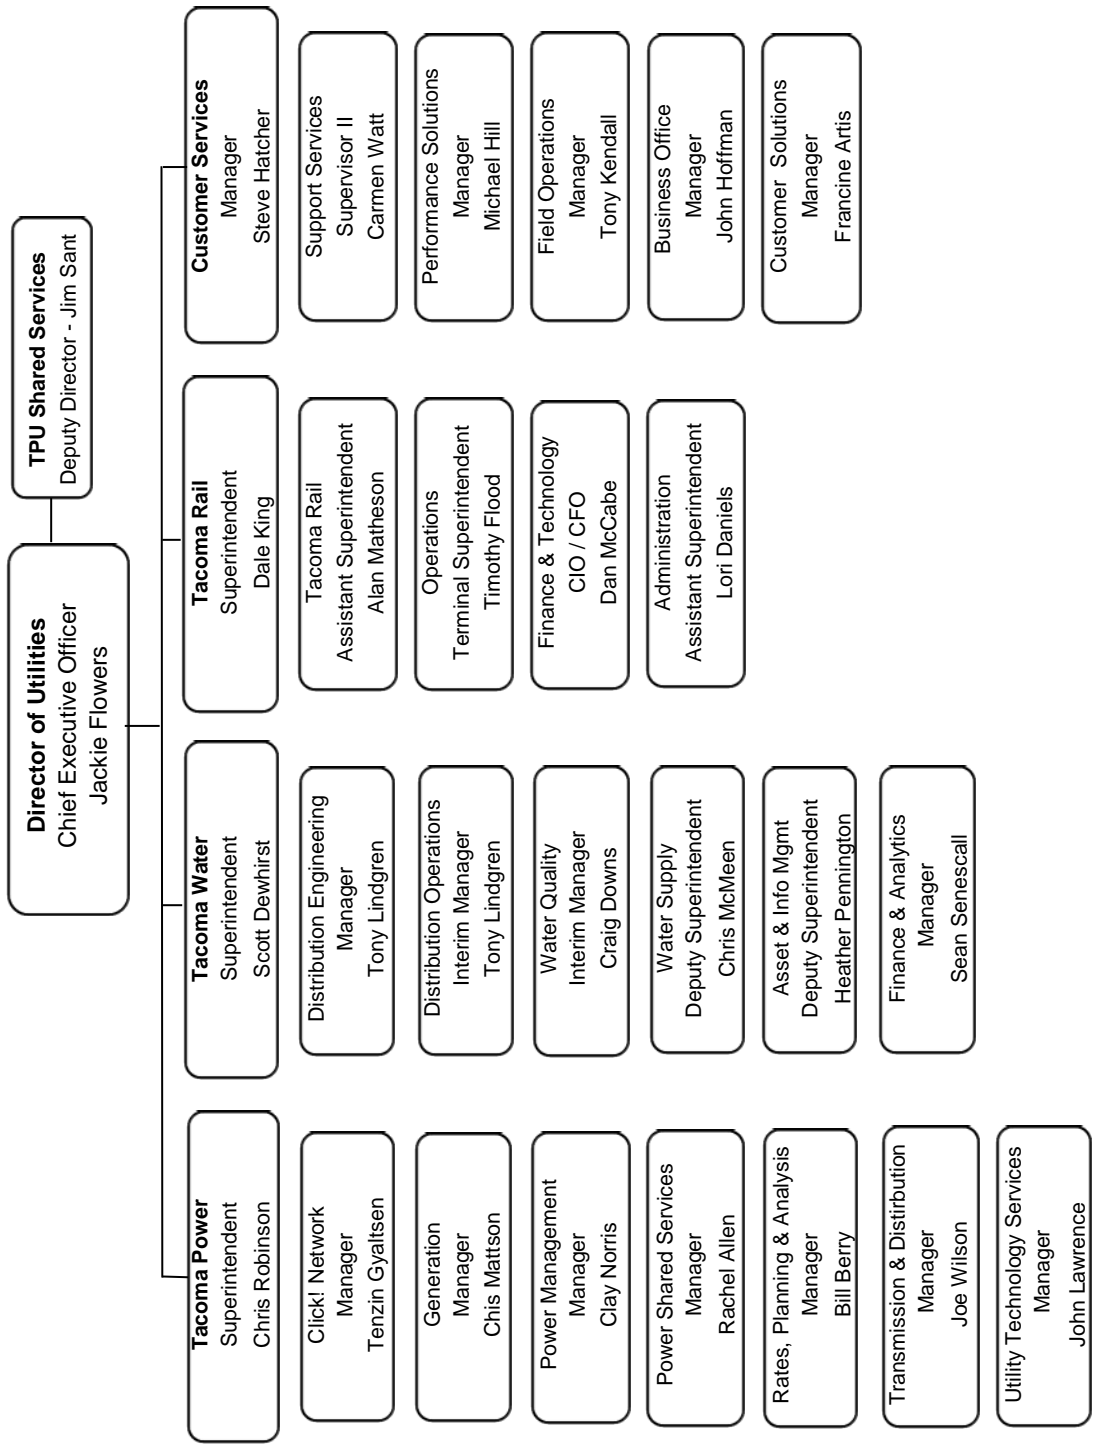 Director of Utilities
Chief Executive Officer
Jackie Flowers
TPU Shared Services
Deputy Director - Jim Sant
Tacoma Power
Superintendent
Chris Robinson
Click! Network
Manager
Tenzin Gyaltsen
Generation
Manager
Chis Mattson
Power Management
Manager
Clay Norris
Power Shared Services
Manager
Rachel Allen
Rates, Planning & Analysis
Manager
Bill Berry
Transmission & Distirbution
Manager
Joe Wilson
Utility Technology Services
Manager
John Lawrence
Tacoma Water
Superintendent
Scott Dewhirst
Distribution Engineering
Manager
Tony Lindgren
Distribution Operations
Interim Manager
Tony Lindgren
Water Quality
Interim Manager
Craig Downs
Water Supply
Deputy Superintendent
Chris McMeen
Asset & Info Mgmt
Deputy Superintendent
Heather Pennington
Finance & Analytics
Manager
Sean Senescall
Tacoma Rail
Superintendent
Dale King
Tacoma Rail
Assistant Superintendent
Alan Matheson
Operations
Terminal Superintendent
Timothy Flood
Finance & Technology
CIO / CFO
Dan McCabe
Administration
Assistant Superintendent
Lori Daniels
Customer Services
Manager
Steve Hatcher
Support Services
Supervisor II
Carmen Watt
Performance Solutions
Manager
Michael Hill
Field Operations
Manager
Tony Kendall
Business Office
Manager
John Hoffman
Customer Solutions
Manager
Francine Artis